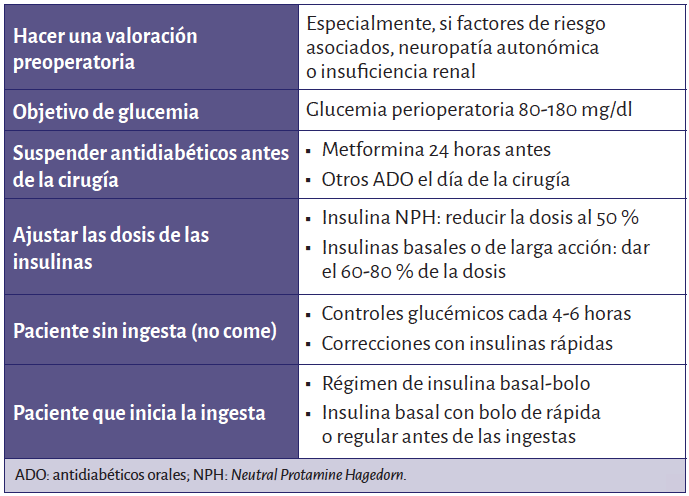 Hacer una valoración
preoperatoria
Especialmente, si factores de riesgo
asociados, neuropatía autonómica
o insuficiencia renal
Objetivo de glucemia
Glucemia perioperatoria 80-180 mg/dl
Suspender antidiabéticos antes
de la cirugía
▪ Metformina 24 horas antes
▪ Otros ADO el día de la cirugía
Ajustar las dosis de las
insulinas
▪ Insulina NPH: reducir la dosis al 50 %
▪ Insulinas basales o de larga acción: dar
el 60-80 % de la dosis
Paciente sin ingesta (no come)
▪ Controles glucémicos cada 4-6 horas
▪ Correcciones con insulinas rápidas
Paciente que inicia la ingesta
▪ Régimen de insulina basal-bolo
▪ Insulina basal con bolo de rápida
o regular antes de las ingestas
ADO: antidiabéticos orales; NPH: Neutral Protamine Hagedorn.